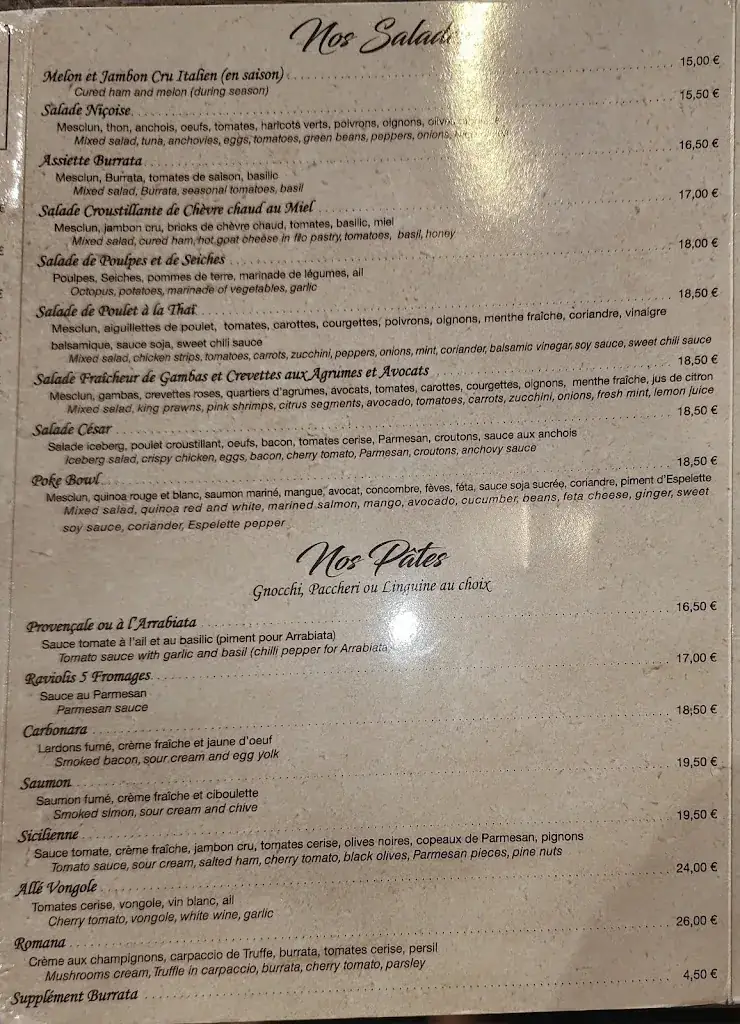 Nos
Melon et Jambon Cru Italien (en saison) 15,00 €
Cured ham and melon (during season)
Salade Niçoise 15,50 €
Mesclun, thon, anchois, oeufs, tomates, haricots verts, poivrons, oignons,
Mixed salad, tuna, anchovies, eggs, tomatoes, green beans, peppers, onions,
Assiette Burrata 16,50 €
Mesclun, Burrata, tomates de saison, basilic
Mixed salad, Burrata, seasonal tomatoes, basil
Salade Croustillante de Chèvre chaud au Miel 17,00 €
Mesclun, jambon cru, bricks de chèvre chaud, tomates, basilic, miel
Mixed salad, cured ham, hot goat cheese in filo pastry, tomatoes, basil, honey
Salade de Poulpes et de Seiches 18,00 €
Poulpes, Seiches, pommes de terre, marinade de légumes, ail
Octopus, potatoes, marinade of vegetables, garlic
Salade de Poulet à la Thaï 18,50 €
Mesclun, aiguillettes de poulet, tomates, carottes, courgettes, poivrons, oignons, menthe fraîche, coriandre, vinaigre
balsamique, sauce soja, sweet chili sauce
Mixed salad, chicken strips, tomatoes, carrots, zucchini, peppers, onions, mint, coriander, balsamic vinegar, soy sauce, sweet chili sauce
Salade Fraîcheur de Gambas et Crevettes aux Agrumes et Avocats 18,50 €
Mesclun, gambas, crevettes roses, quartiers d'agrumes, avocats, tomates, carottes, courgettes, oignons, menthe fraîche, jus de citron
Mixed salad, king prawns, pink shrimps, citrus segments, avocado, tomatoes, carrots, zucchini, onions, fresh mint, lemon juice
Salade César 18,50 €
Salade iceberg, poulet croustillant, oeufs, bacon, tomates cerise, Parmesan, croutons, sauce aux anchois
Iceberg salad, crispy chicken, eggs, bacon, cherry tomato, Parmesan, croutons, anchovy sauce
Poke Bowl 18,50 €
Mesclun, quinoa rouge et blanc, saumon mariné, mangue, avocat, concombre, fèves, féta, sauce soja sucrée, coriandre, piment d'Espelette
Mixed salad, quinoa red and white, marined salmon, mango, avocado, cucumber, beans, feta cheese, ginger, sweet
soy sauce, coriander, Espelette pepper
Nos Pâtes
Gnocchi, Paccheri ou Linguine au choix
Provençale ou à l'Arrabiata 16,50 €
Sauce tomate à l'ail et au basilic (piment pour Arrabiata)
Tomato sauce with garlic and basil (chilli pepper for Arrabiata
Raviolis 5 Fromages 17,00 €
Sauce au Parmesan
Parmesan sauce
Carbonara 18,50 €
Lardons fumé, crème fraîche et jaune d'oeuf
Smoked bacon, sour cream and egg yolk
Saumon 19,50 €
Saumon fumé, crème fraîche et ciboulette
Smoked slmon, sour cream and chive
Sicilienne 19,50 €
Sauce tomate, crème fraîche, jambon cru, tomates cerise, olives noires, copeaux de Parmesan, pignons
Tomato sauce, sour cream, salted ham, cherry tomato, black olives, Parmesan pieces, pine nuts
Allé Vongole 24,00 €
Tomates cerise, vongole, vin blanc, ail
Cherry tomato, vongole, white wine, garlic
Romana 26,00 €
Crème aux champignons, carpaccio de Truffe, burrata, tomates cerise, persil
Mushrooms cream, Truffle in carpaccio, burrata, cherry tomato, parsley
Supplément Burrata 4,50 €